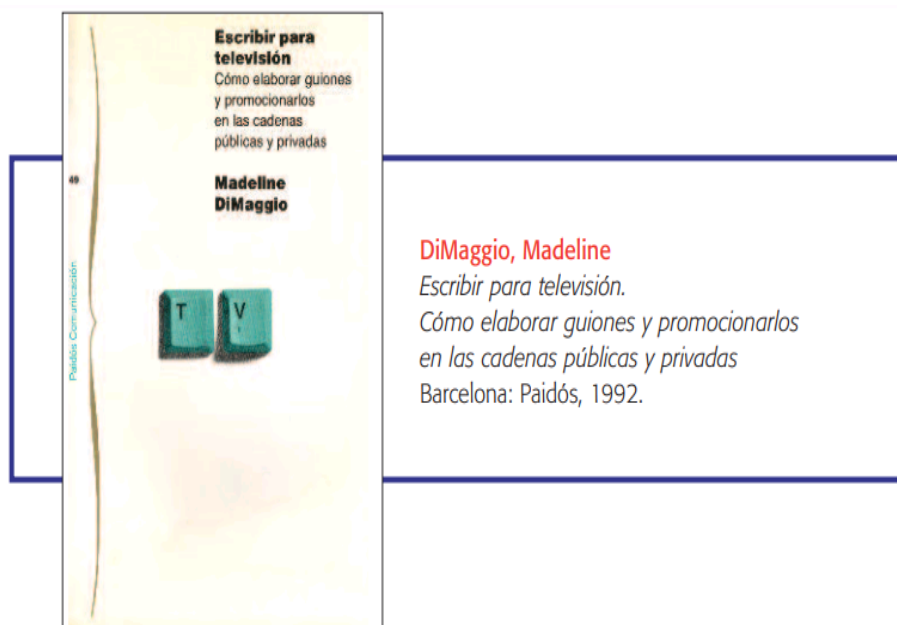 Escribir para
televisión
Cómo elaborar guiones
y promocionarlos
en las cadenas
públicas y privadas
49
Madeline
DiMaggio
Paidós Comunicación
T V
DiMaggio, Madeline
Escribir para televisión.
Cómo elaborar guiones y promocionarlos
en las cadenas públicas y privadas
Barcelona: Paidós, 1992.